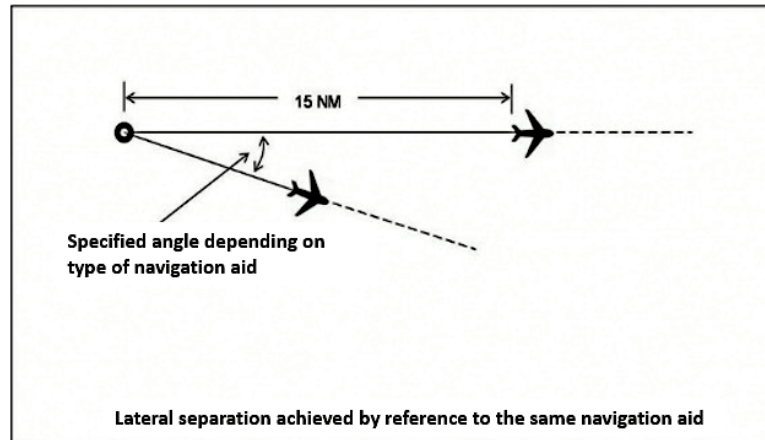 15 NM
Specified angle depending on
type of navigation aid
Lateral separation achieved by reference to the same navigation aid